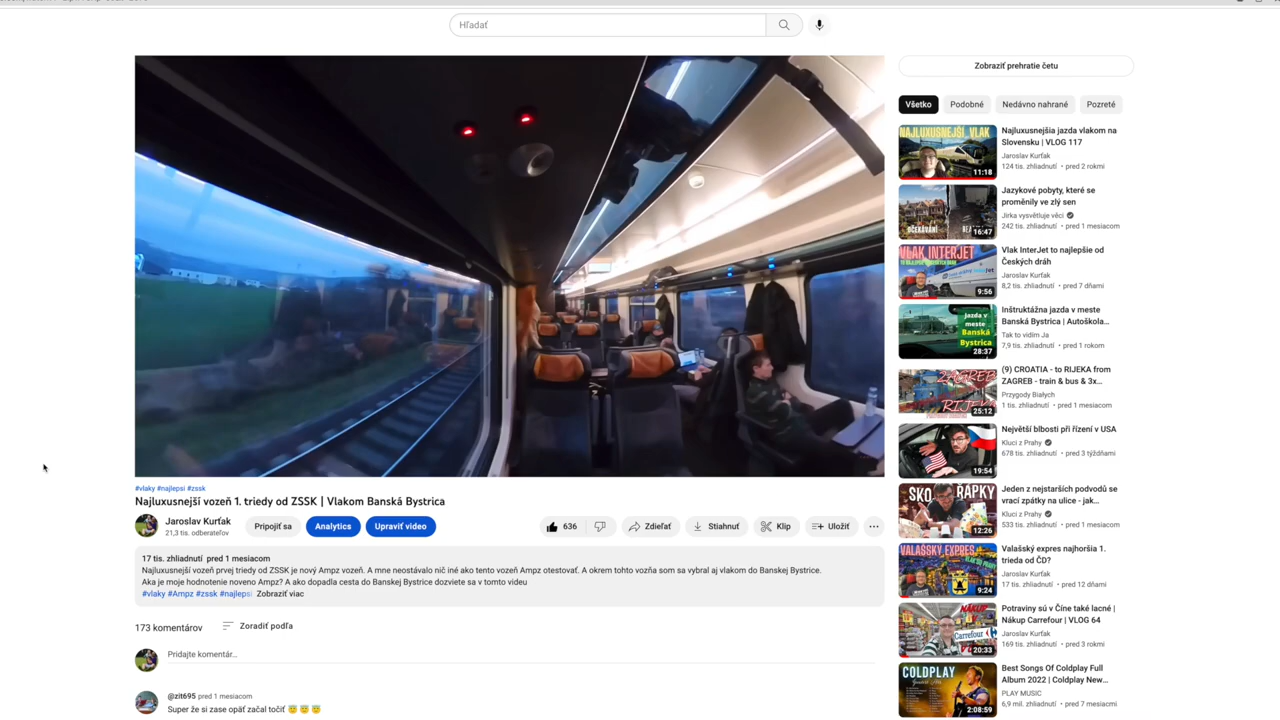 Hľadať
#vlaky #najlepsi #zssk
Najluxusnejší vozeň 1. triedy od ZSSK | Vlakom Banská Bystrica
Jaroslav Kurťak
21,3 tis. odberateľov
Pripojiť sa
Analytics
Upraviť video
636
Zdieľať
Stiahnuť
Klip
Uložiť
17 tis. zhliadnutí pred 1 mesiacom
Najluxusnejší vozeň prvej triedy od ZSSK je nový Ampz vozeň. A mne neostávalo nič iné ako tento vozeň Ampz otestovať. A okrem tohto vozňa som sa vybral aj vlakom do Banskej Bystrice.
Aka je moje hodnotenie noveno Ampz? A ako dopadla cesta do Banskej Bystrice dozviete sa v tomto videu
#vlaky #Ampz #zssk #najleps Zobraziť viac
173 komentárov
Zoradiť podľa
Pridajte komentár...
@zit695 pred 1 mesiacom
Super že si zase opäť začal točiť 😇 😇 😇
Zobraziť prehratie četu
Všetko
Podobné
Nedávno nahrané
Pozreté
NAJLUXUSNEJŠÍ VLAK
11:18
Najluxusnejšia jazda vlakom na
Slovensku | VLOG 117
Jaroslav Kurťak
124 tis. zhliadnutí • pred 2 rokmi
OČEKÁVÁNÍ
16:47
Jazykové pobyty, které se
proměnily ve zlý sen
Jirka vysvětluje věci
242 tis. zhliadnutí • pred 1 mesiacom
VLAK INTERJET
9:56
Vlak InterJet to najlepšie od
Českých dráh
Jaroslav Kurťak
8,2 tis. zhliadnutí • pred 7 dňami
Jazda v
meste
Banská
Bystrica
28:37
Inštruktážna jazda v meste
Banská Bystrica | Autoškola...
Tak to vidím Ja
7,9 tis. zhliadnutí • pred 1 rokom
ZAGREB
RIJEKA
25:12
(9) CROATIA - to RIJEKA from
ZAGREB - train & bus & 3x...
Przygody Białych
1 tis. zhliadnutí • pred 1 mesiacom
19:54
Největší blbosti při řízení v USA
Kluci z Prahy
678 tis. zhliadnutí • pred 3 týždňami
SKOŘÁPKY
12:26
Jeden z nejstarších podvodů se
vrací zpátky na ulice - jak...
Kluci z Prahy
533 tis. zhliadnutí • pred 1 mesiacom
VALAŠSKÝ EXPRES
9:24
Valašský expres najhoršia 1.
trieda od ČD?
Jaroslav Kurťak
17 tis. zhliadnutí • pred 12 dňami
NÁKUP
Carrefour
20:33
Potraviny sú v Číne také lacné |
Nákup Carrefour | VLOG 64
Jaroslav Kurťak
169 tis. zhliadnutí • pred 3 rokmi
COLDPLAY
2:08:59
Best Songs Of Coldplay Full
Album 2022 | Coldplay New...
PLAY MUSIC
6,9 mil. zhliadnutí • pred 7 mesiacmi